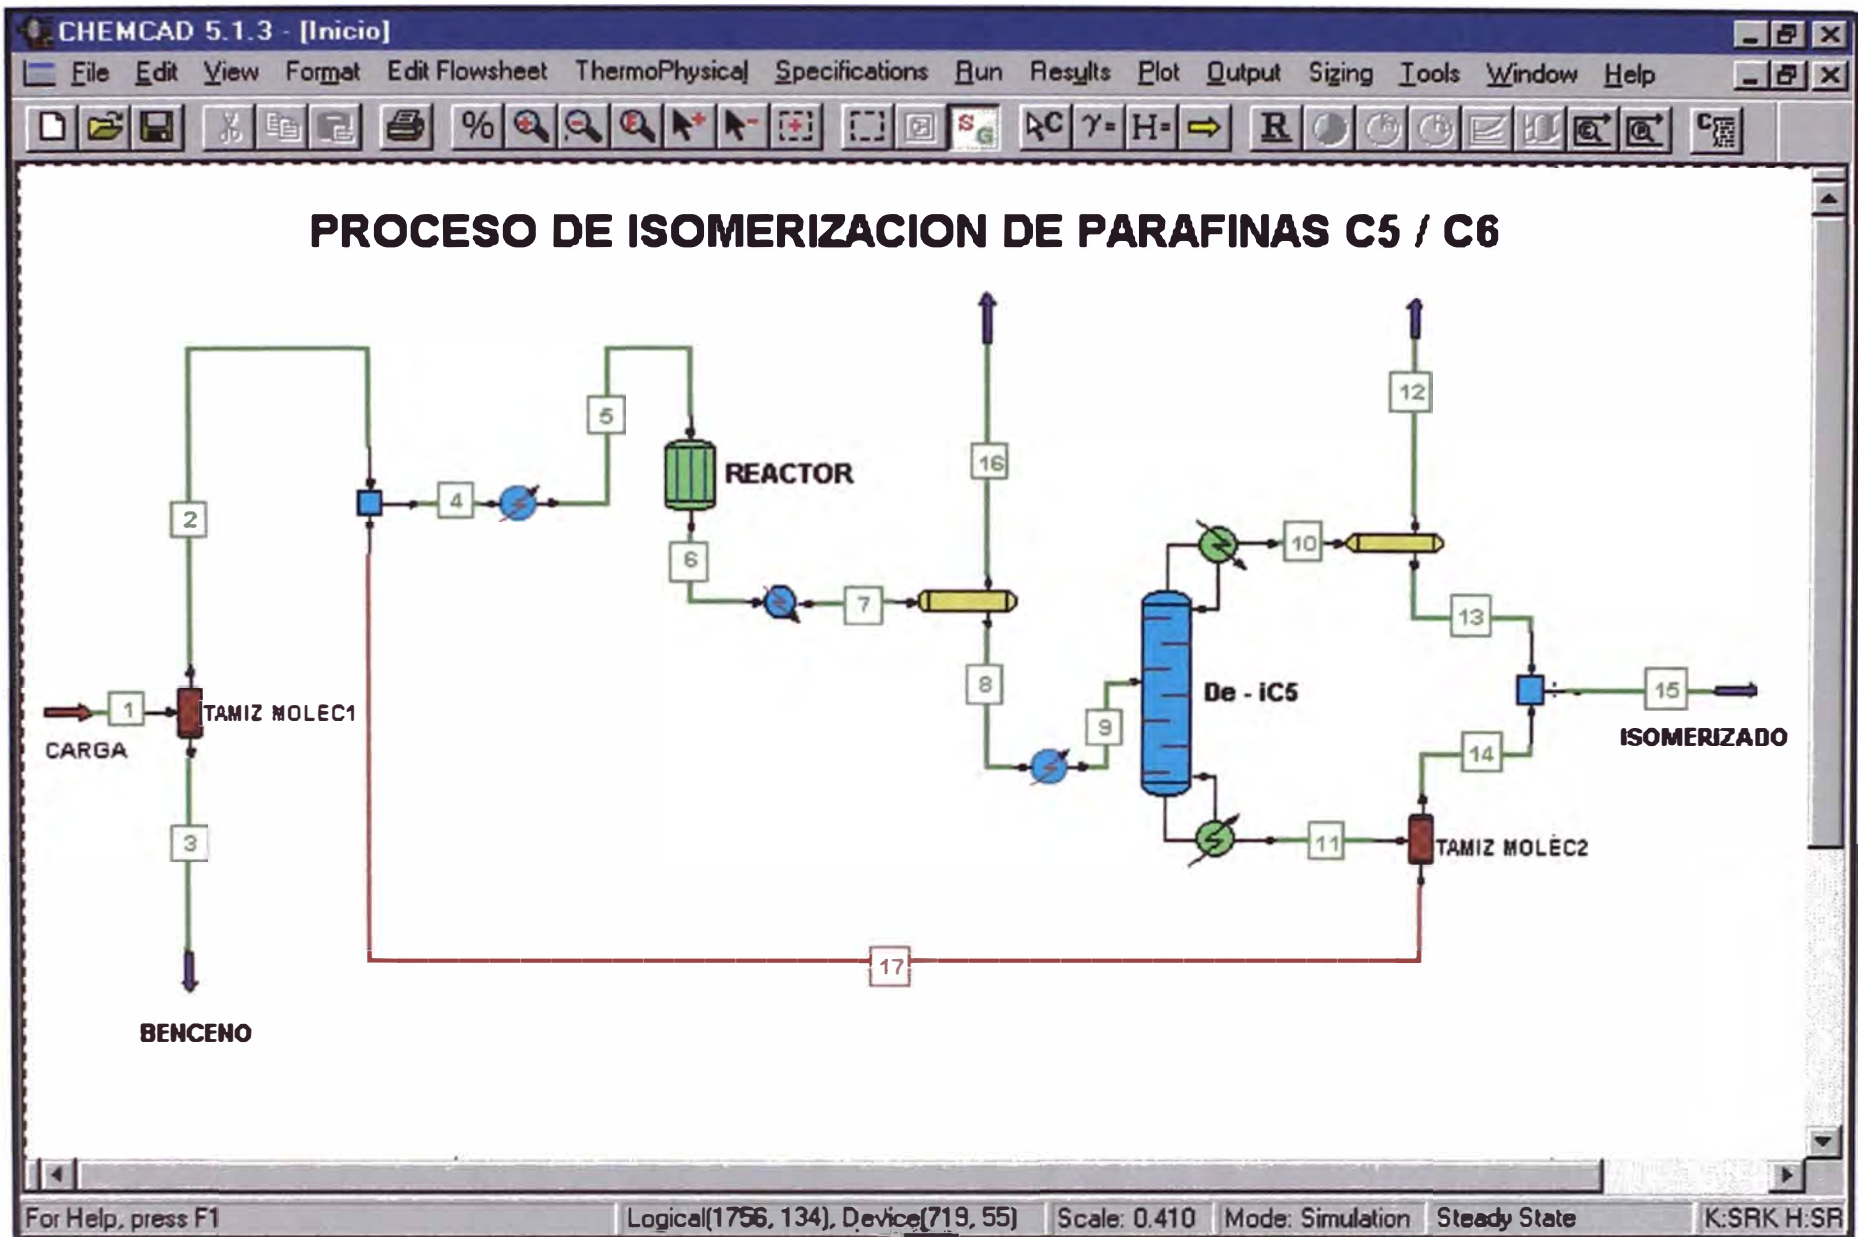 CHEMCAD 5.1.3 - [Inicio]
File Edit View Format Edit Flowsheet ThermoPhysical Specifications Run Results Plot Output Sizing Tools Window Help
% C γ= H= R
S G
PROCESO DE ISOMERIZACION DE PARAFINAS C5 / C6
12
5
16
REACTOR
4
2
6
10
7
13
8
De - iC5
15
1
TAMIZ MOLEC1
9
CARGA
ISOMERIZADO
14
3
11
TAMIZ MOLEC2
17
BENCENO
For Help, press F1 Logical(1756, 134), Device(719, 55) Scale: 0.410 Mode: Simulation Steady State K:SRK H:SR